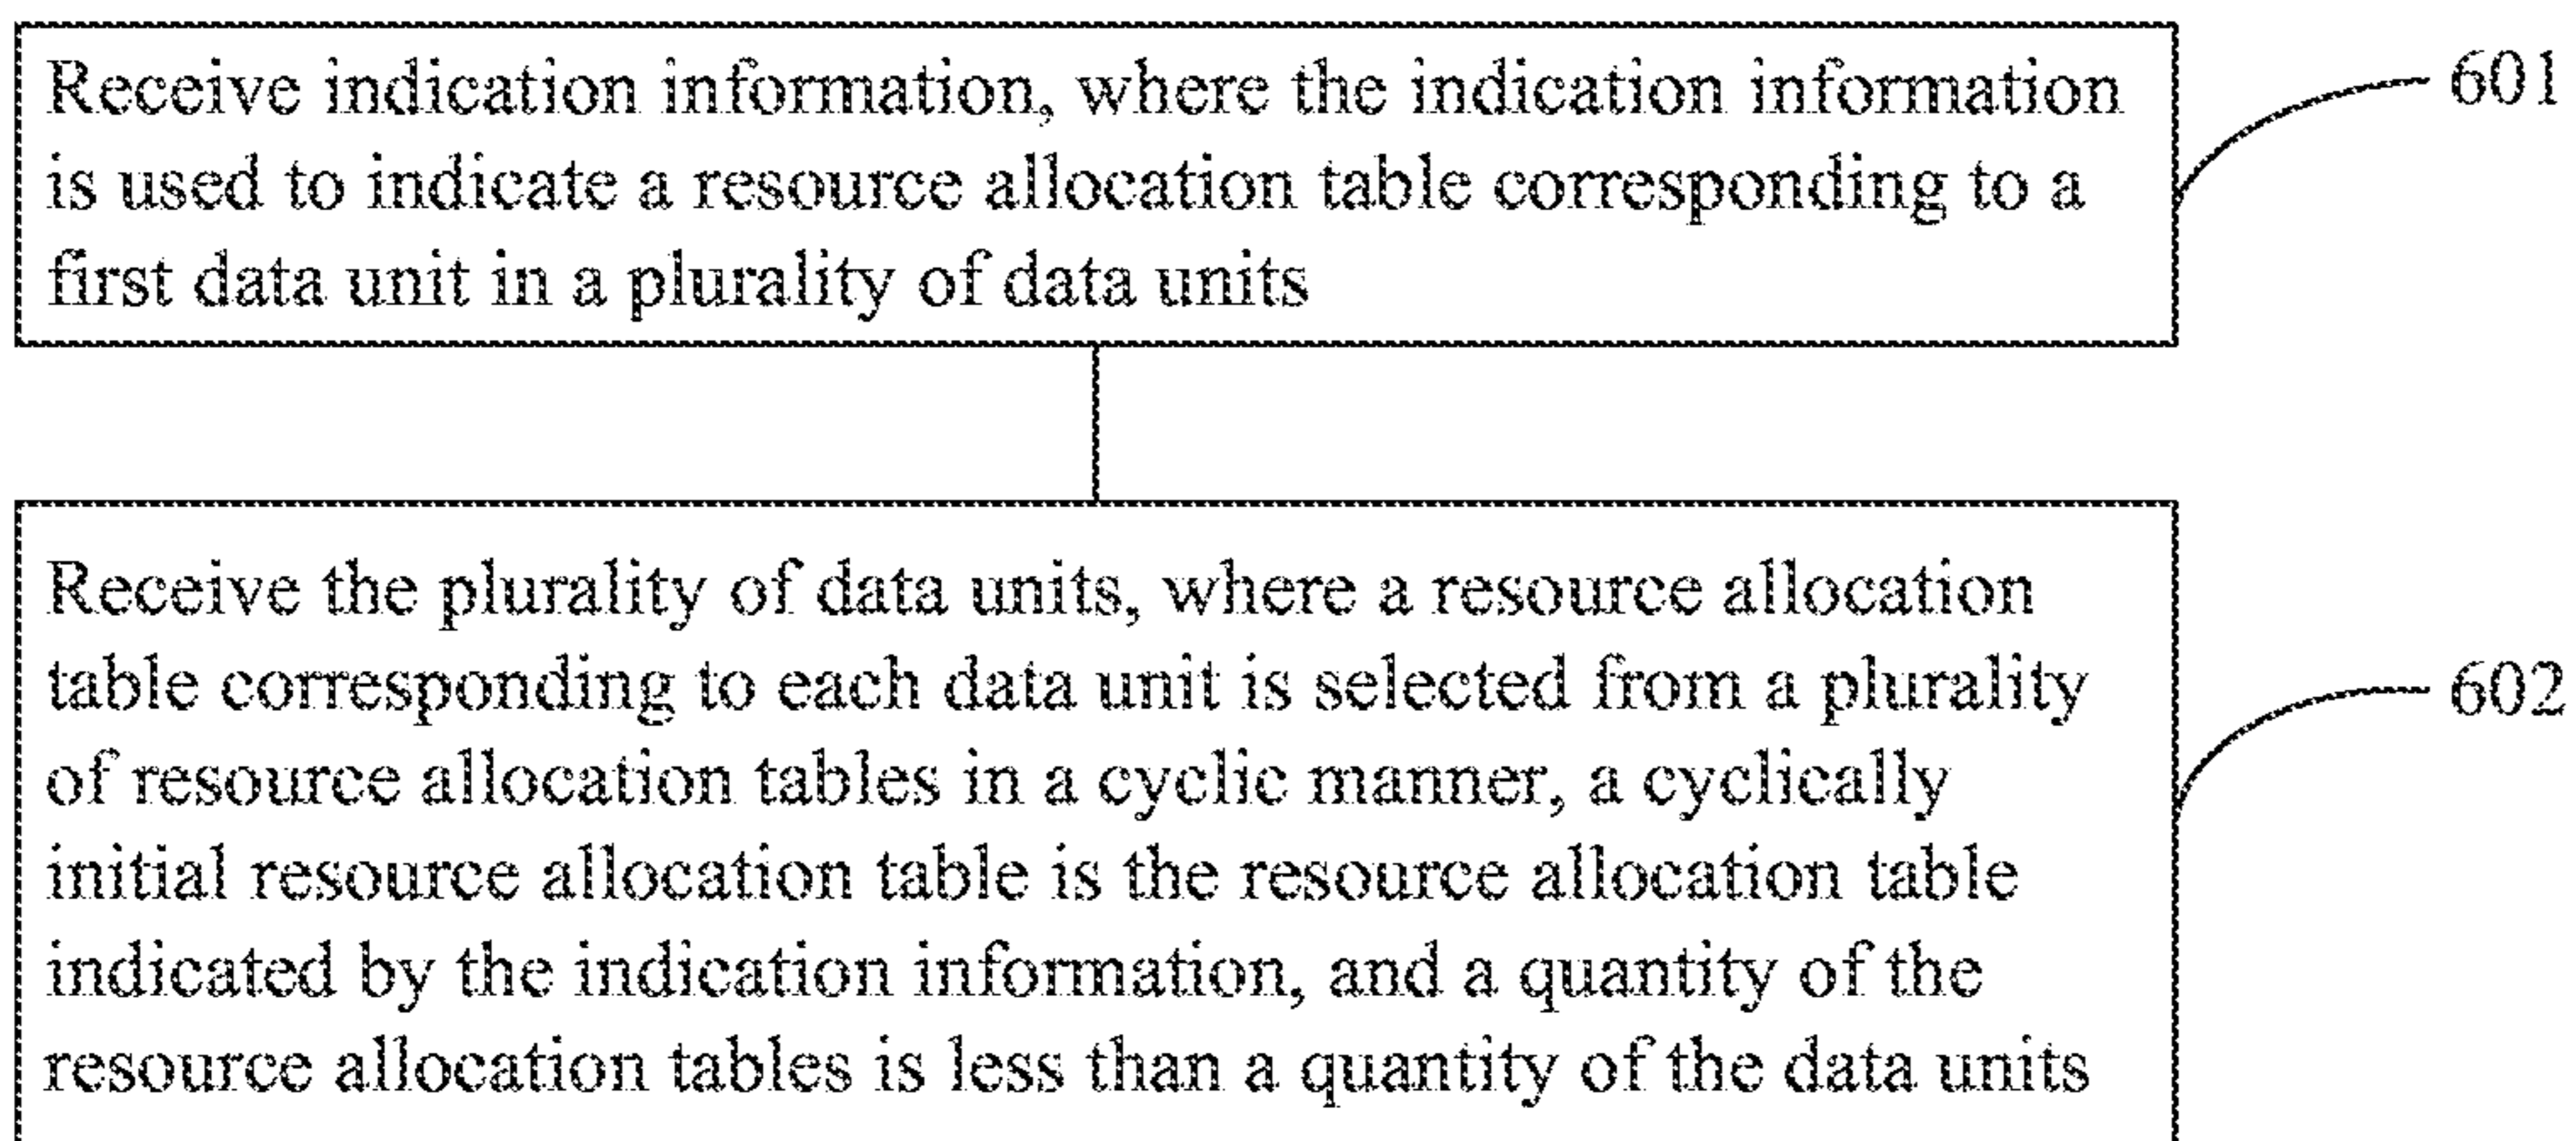 Receive indication information, where the indication information
is used to indicate a resource allocation table corresponding to a
first data unit in a plurality of data units
601
Receive the plurality of data units, where a resource allocation
table corresponding to each data unit is selected from a plurality
of resource allocation tables in a cyclic manner, a cyclically
initial resource allocation table is the resource allocation table
indicated by the indication information, and a quantity of the
resource allocation tables is less than a quantity of the data units
602